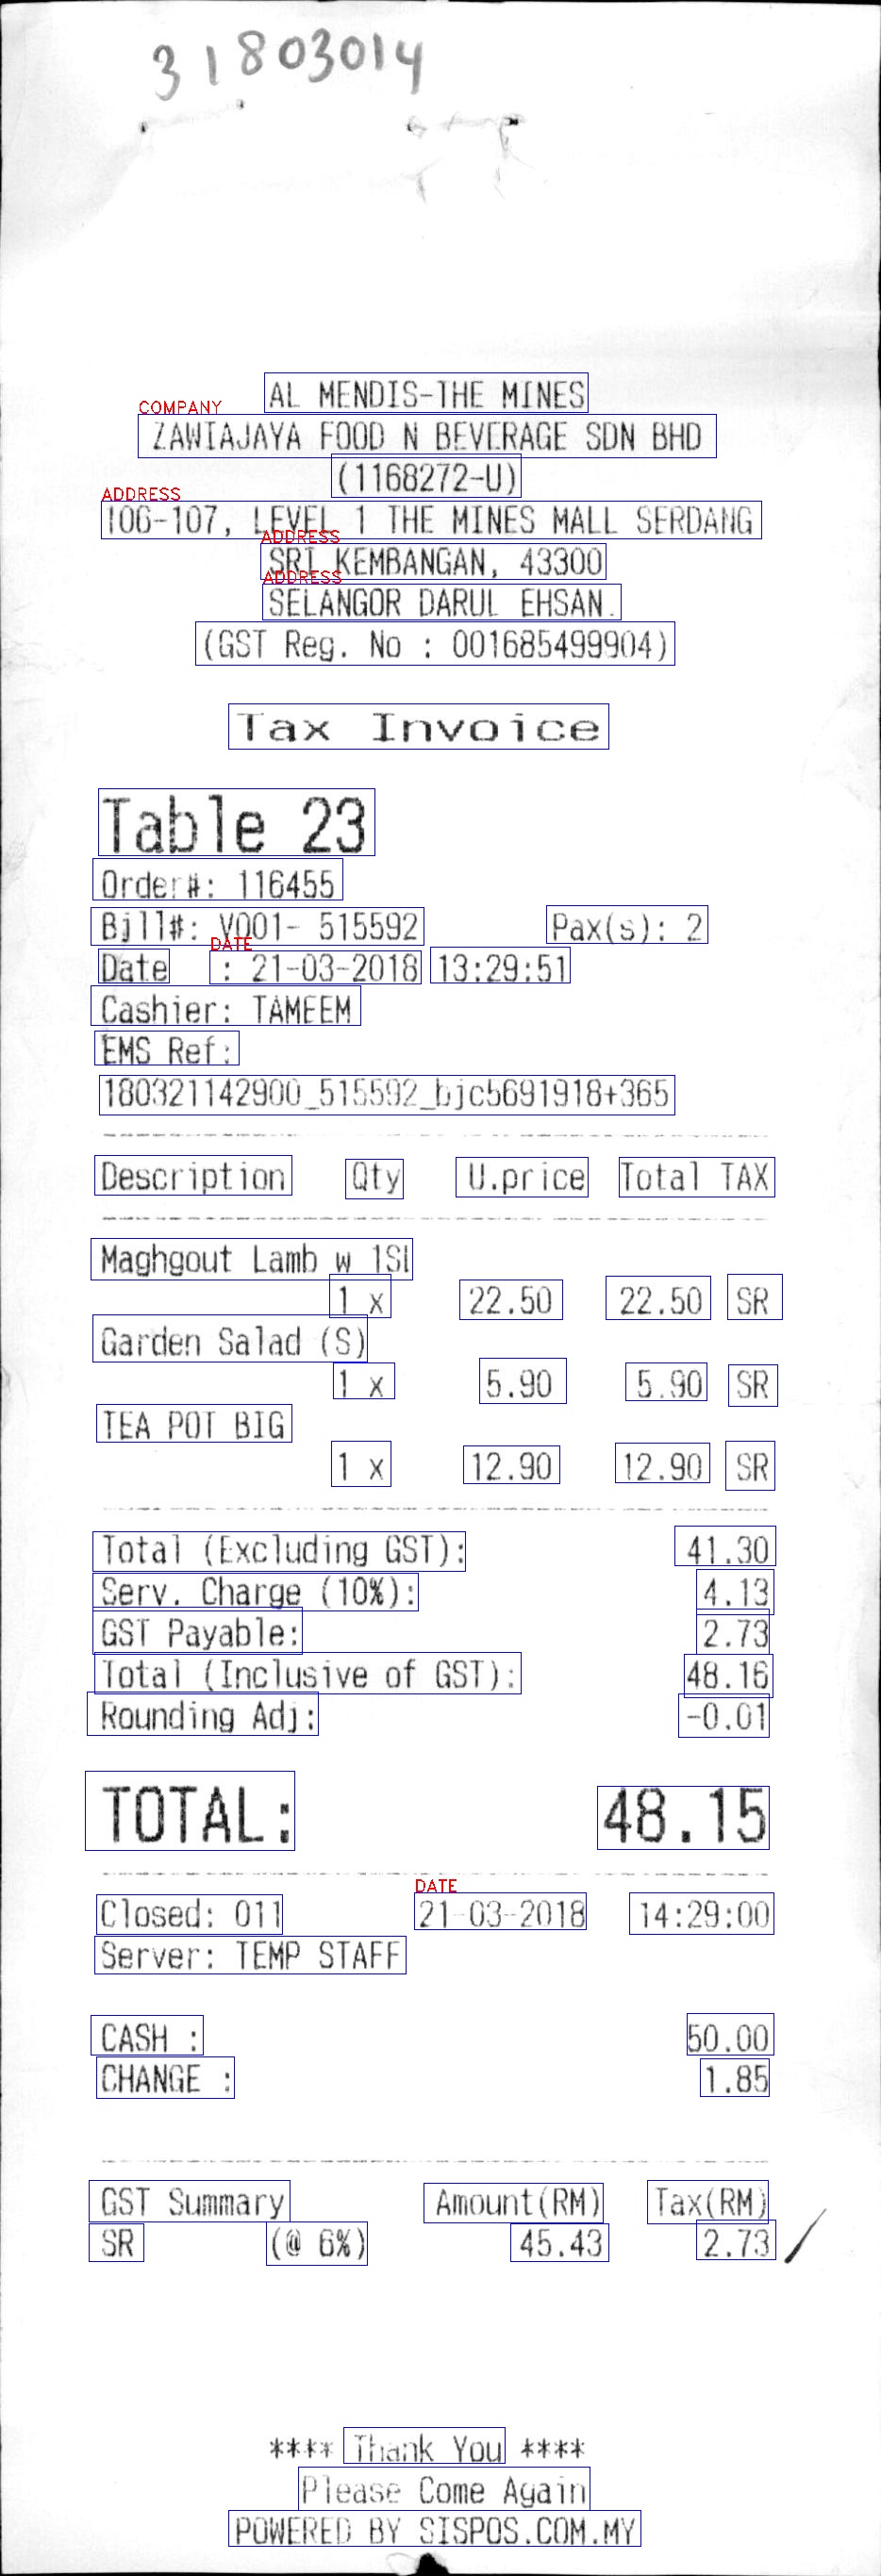 31803014
AL MENDIS-THE MINES
COMPANY
ZAWIAJAYA FOOD N BEVERAGE SDN BHD
(1168272-U)
ADDRESS
106-107, LEVEL 1 THE MINES MALL SERDANG
ADDRESS
SRI KEMBANGAN, 43300
ADDRESS
SELANGOR DARUL EHSAN.
(GST Reg. No : 001685499904)
Tax Invoice
Table 23
Order#: 116455
Bill#: V001- 515592 Pax(s): 2
DATE
Date : 21-03-2018 13:29:51
Cashier: TAMEEM
EMS Ref:
180321142900_515592_bjc5691918+365
Description Qty U.price Total TAX
Maghgout Lamb w 1SL
1 x 22.50 22.50 SR
Garden Salad (S)
1 x 5.90 5.90 SR
TEA POT BIG
1 x 12.90 12.90 SR
Total (Excluding GST): 41.30
Serv. Charge (10%): 4.13
GST Payable: 2.73
Total (Inclusive of GST): 48.16
Rounding Adj: -0.01
TOTAL: 48.15
DATE
Closed: 011 21-03-2018 14:29:00
Server: TEMP STAFF
CASH : 50.00
CHANGE : 1.85
GST Summary Amount(RM) Tax(RM)
SR (@ 6%) 45.43 2.73
**** Thank You ****
Please Come Again
POWERED BY SISPOS.COM.MY